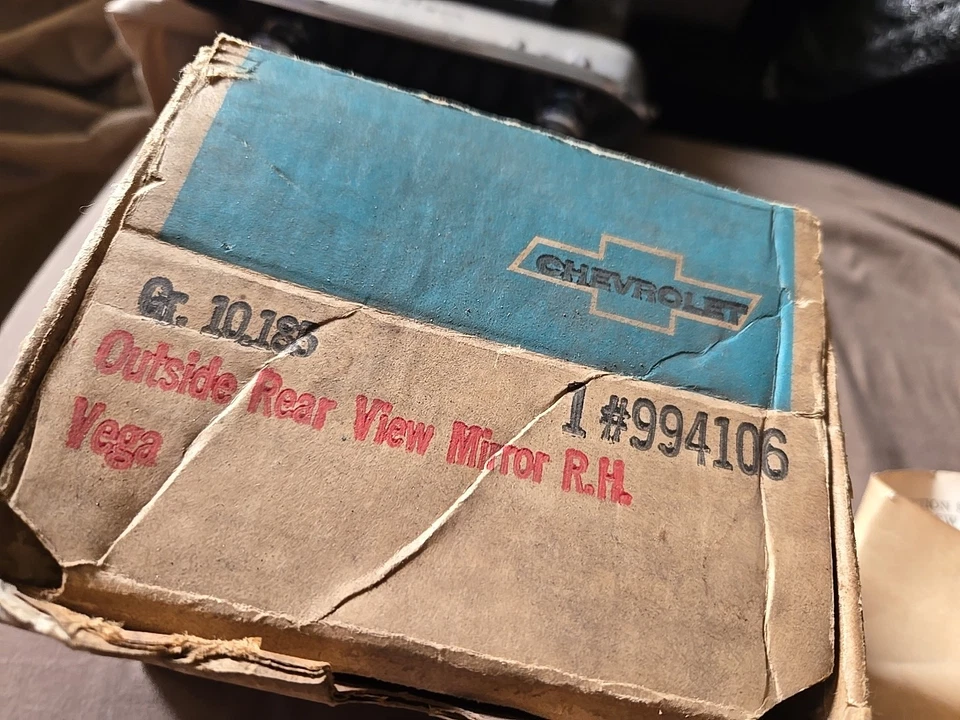 CHEVROLET
Gr. 10.185
1 #994106
Outside Rear View Mirror R.H.
Vega